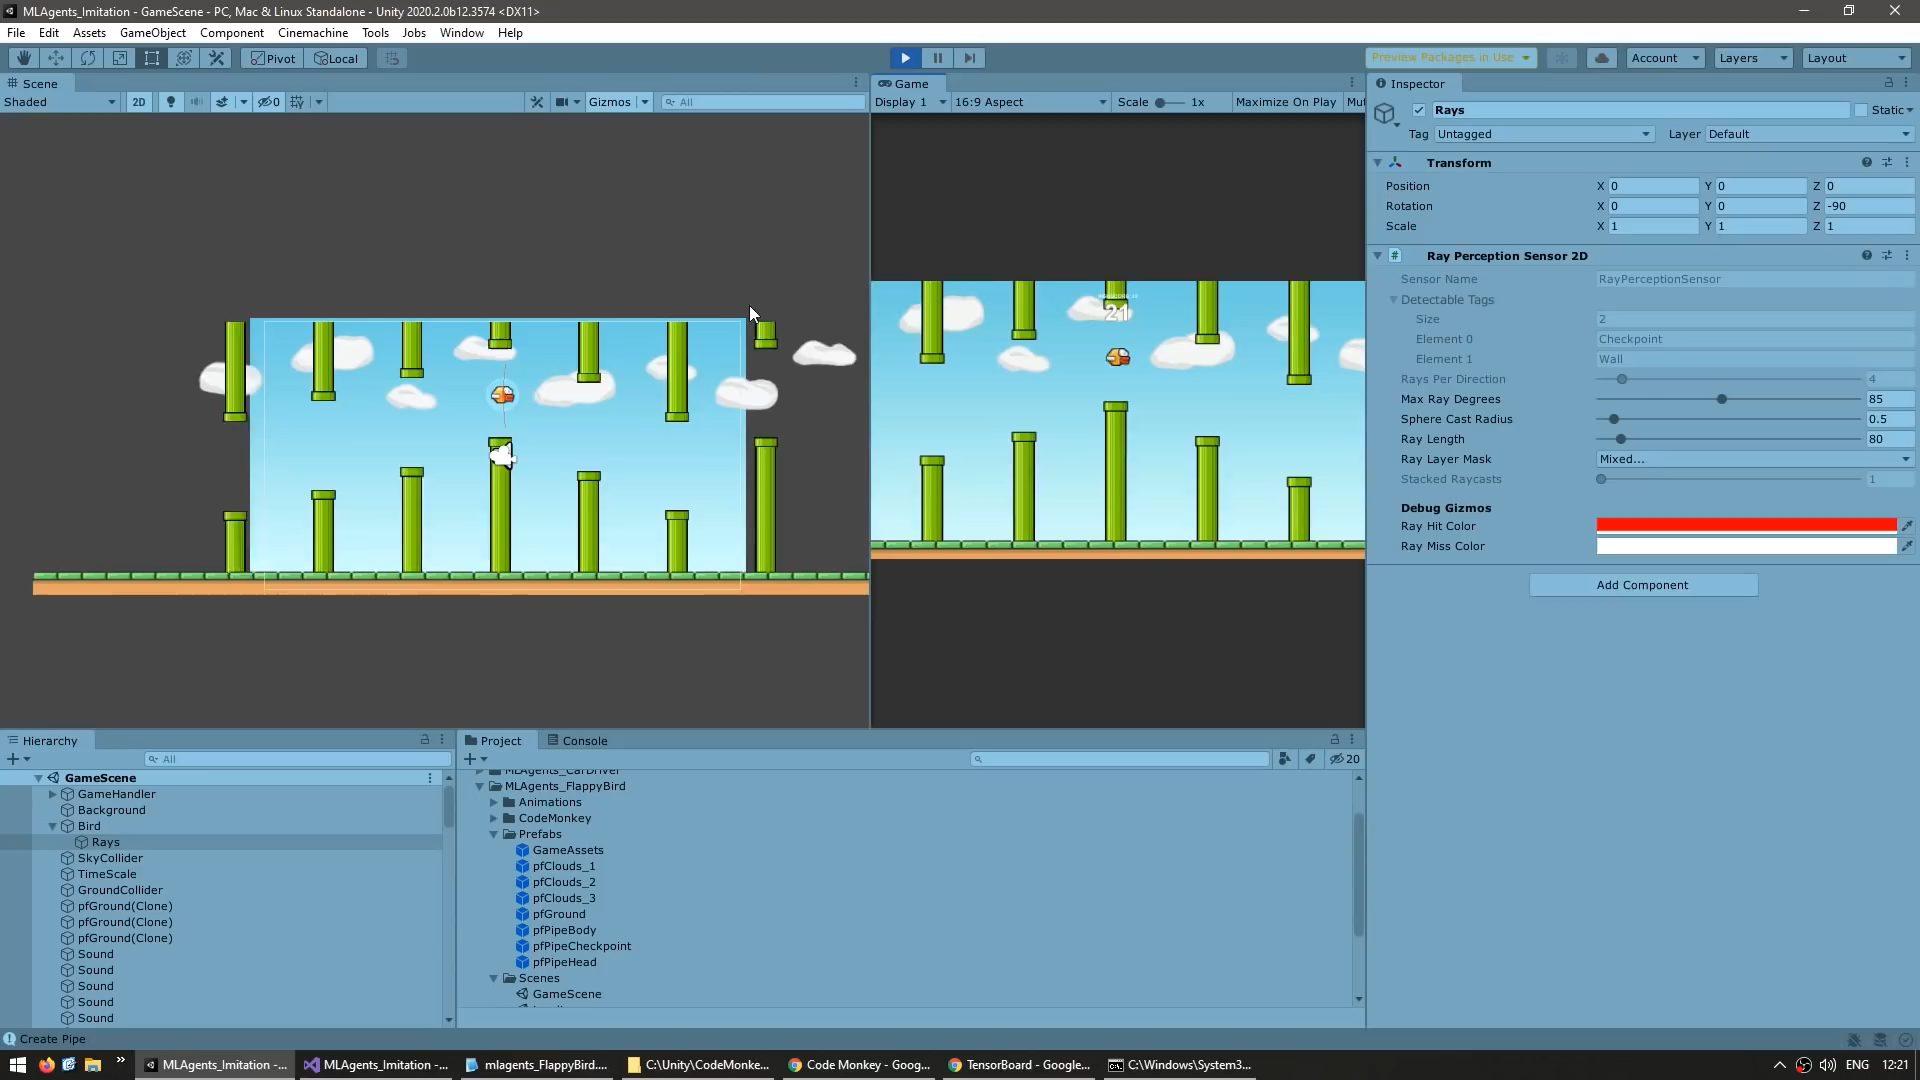 MLAgents_Imitation - GameScene - PC, Mac & Linux Standalone - Unity 2020.2.0b12.3574 <DX11>
File Edit Assets GameObject Component Cinemachine Tools Jobs Window Help
Pivot Local Preview Packages in Use Account Layers Layout
Scene Game Inspector
Shaded 2D 0 Gizmos All Display 1 16:9 Aspect Scale 1x Maximize On Play Mut
Rays Static
Tag Untagged Layer Default
Transform
Position X 0 Y 0 Z 0
Rotation X 0 Y 0 Z -90
Scale X 1 Y 1 Z 1
Ray Perception Sensor 2D
Sensor Name RayPerceptionSensor
Detectable Tags
Size 2
Element 0 Checkpoint
Element 1 Wall
Rays Per Direction 4
Max Ray Degrees 85
Sphere Cast Radius 0.5
Ray Length 80
Ray Layer Mask Mixed...
Stacked Raycasts 1
Debug Gizmos
Ray Hit Color
Ray Miss Color
Add Component
21
Hierarchy
All
GameScene
GameHandler
Background
Bird
Rays
SkyCollider
TimeScale
GroundCollider
pfGround(Clone)
pfGround(Clone)
pfGround(Clone)
Sound
Sound
Sound
Sound
Sound
Project Console
20
MLAgents_CarDriver
MLAgents_FlappyBird
Animations
CodeMonkey
Prefabs
GameAssets
pfClouds_1
pfClouds_2
pfClouds_3
pfGround
pfPipeBody
pfPipeCheckpoint
pfPipeHead
Scenes
GameScene
Create Pipe
MLAgents_Imitation -... MLAgents_Imitation -... mlagents_FlappyBird.... C:\Unity\CodeMonke... Code Monkey - Goog... TensorBoard - Google... C:\Windows\System3... ENG 12:21